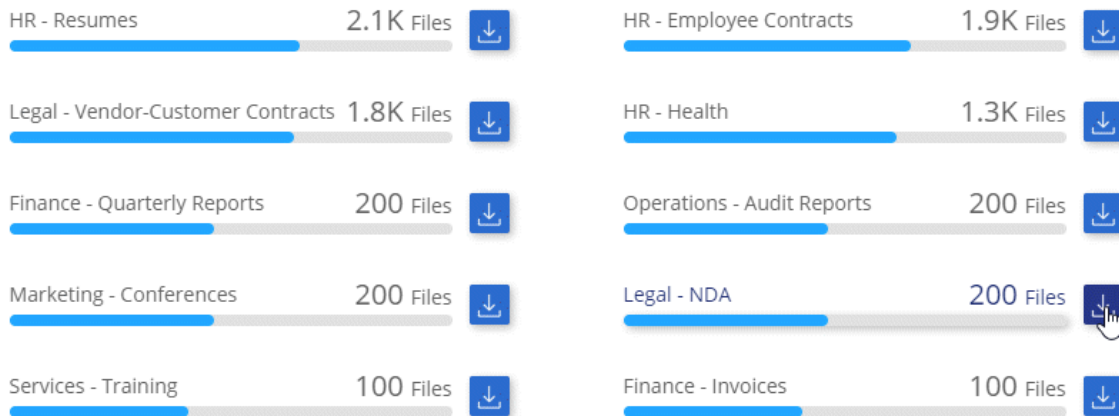 HR - Resumes 2.1K Files
HR - Employee Contracts 1.9K Files
Legal - Vendor-Customer Contracts 1.8K Files
HR - Health 1.3K Files
Finance - Quarterly Reports 200 Files
Operations - Audit Reports 200 Files
Marketing - Conferences 200 Files
Legal - NDA 200 Files
Services - Training 100 Files
Finance - Invoices 100 Files